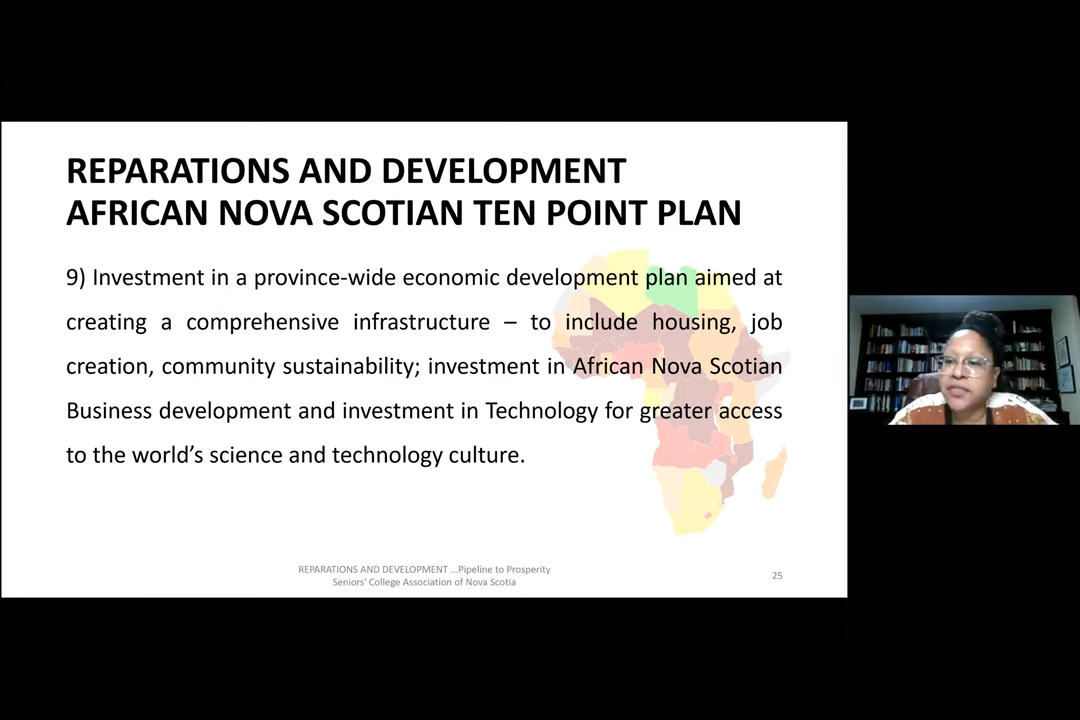 REPARATIONS AND DEVELOPMENT
AFRICAN NOVA SCOTIAN TEN POINT PLAN
9) Investment in a province-wide economic development plan aimed at
creating a comprehensive infrastructure – to include housing, job
creation, community sustainability; investment in African Nova Scotian
Business development and investment in Technology for greater access
to the world’s science and technology culture.
REPARATIONS AND DEVELOPMENT ...Pipeline to Prosperity
Seniors' College Association of Nova Scotia
25